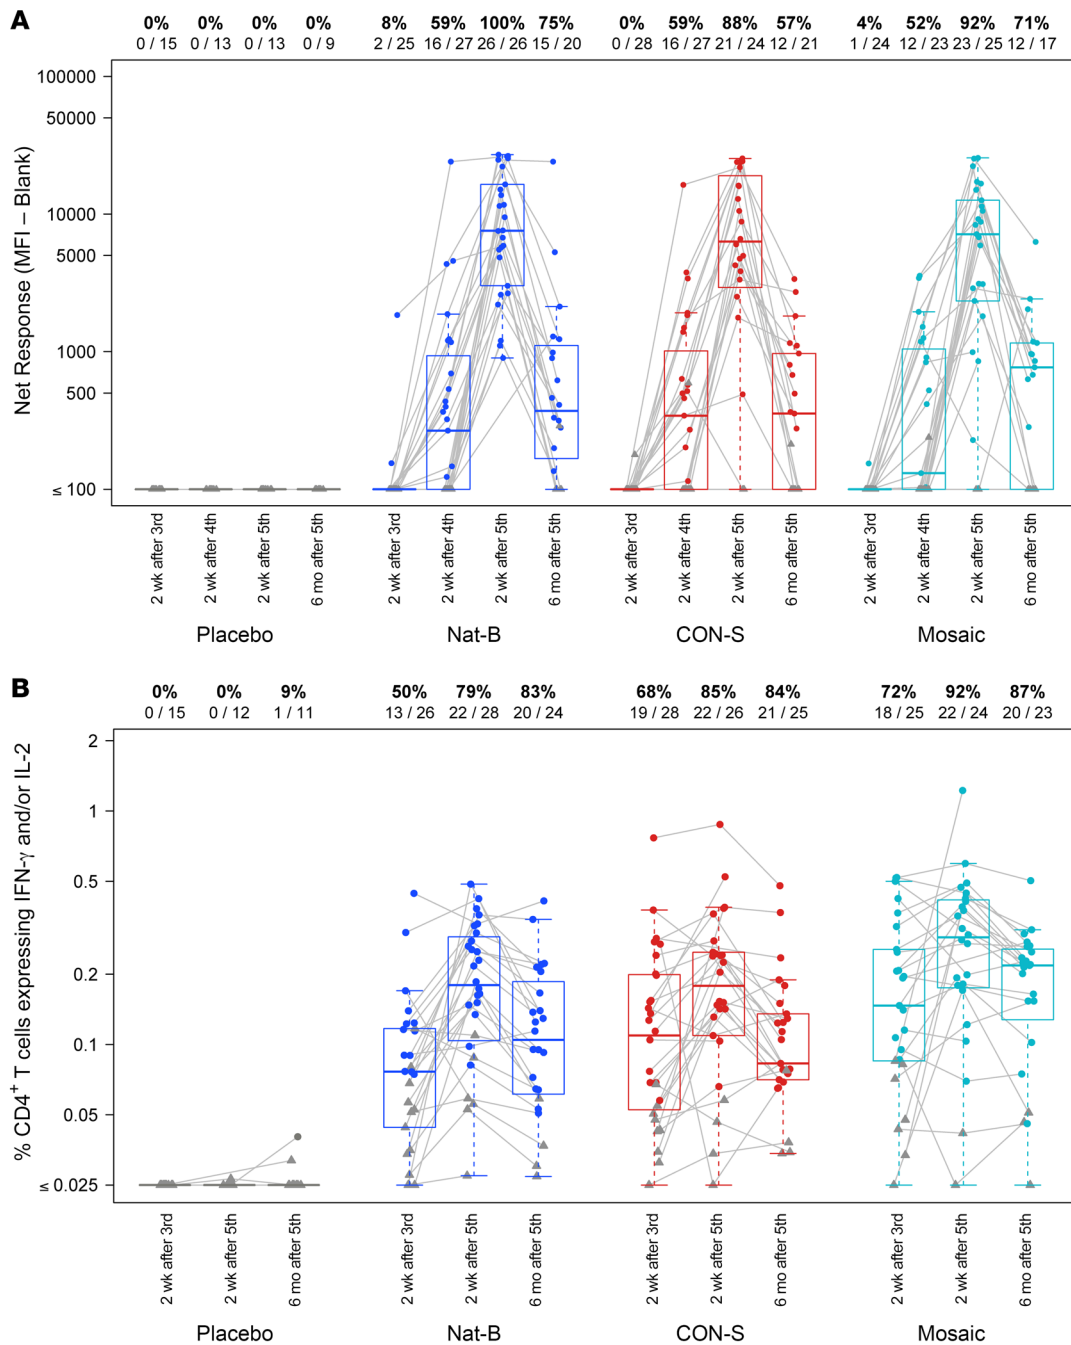 A
0% 0% 0% 0% 8% 59% 100% 75% 0% 59% 88% 57% 4% 52% 92% 71%
0 / 15 0 / 13 0 / 13 0 / 9 2 / 25 16 / 27 26 / 26 15 / 20 0 / 28 16 / 27 21 / 24 12 / 21 1 / 24 12 / 23 23 / 25 12 / 17
Net Response (MFI – Blank)
100000
50000
10000
5000
1000
500
≤ 100
2 wk after 3rd
2 wk after 4th
2 wk after 5th
6 mo after 5th
2 wk after 3rd
2 wk after 4th
2 wk after 5th
6 mo after 5th
2 wk after 3rd
2 wk after 4th
2 wk after 5th
6 mo after 5th
2 wk after 3rd
2 wk after 4th
2 wk after 5th
6 mo after 5th
Placebo Nat-B CON-S Mosaic
B
0% 0% 9% 50% 79% 83% 68% 85% 84% 72% 92% 87%
0 / 15 0 / 12 1 / 11 13 / 26 22 / 28 20 / 24 19 / 28 22 / 26 21 / 25 18 / 25 22 / 24 20 / 23
% CD4⁺ T cells expressing IFN-γ and/or IL-2
2
1
0.5
0.2
0.1
0.05
≤ 0.025
2 wk after 3rd
2 wk after 5th
6 mo after 5th
2 wk after 3rd
2 wk after 5th
6 mo after 5th
2 wk after 3rd
2 wk after 5th
6 mo after 5th
2 wk after 3rd
2 wk after 5th
6 mo after 5th
Placebo Nat-B CON-S Mosaic